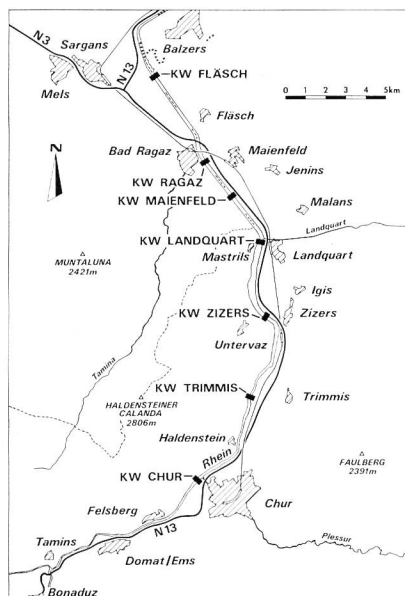 N3
Sargans
Balzers
KW FLÄSCH
N13
Mels
0 1 2 3 4 5km
Fläsch
N
Bad Ragaz
Maienfeld
Jenins
KW RAGAZ
KW MAIENFELD
Malans
Landquart
KW LANDQUART
Mastrils
Landquart
MUNTALUNA
2421m
Igis
KW ZIZERS
Zizers
Untervaz
Tamina
KW TRIMMIS
Trimmis
HALDENSTEINER
CALANDA
2806m
Haldenstein
Rhein
FAULBERG
2391m
KW CHUR
Chur
Felsberg
N13
Plessur
Tamins
Domat/Ems
Bonaduz